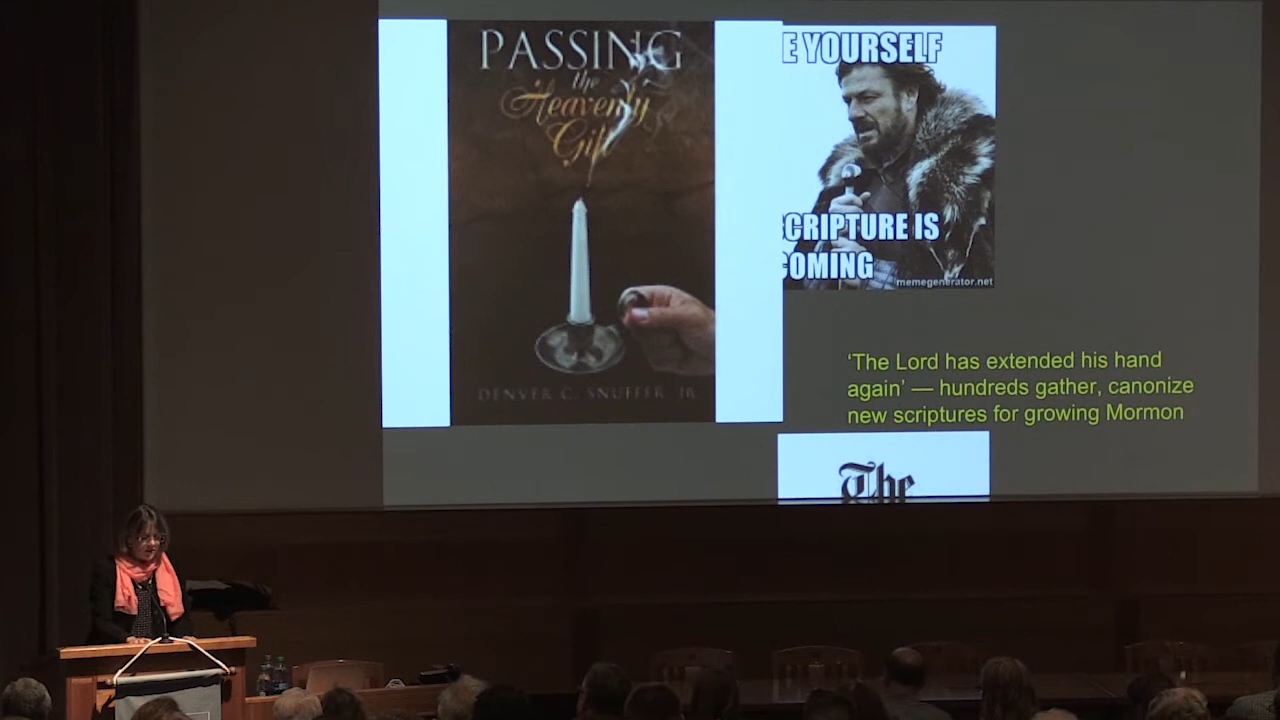 PASSING
the
Heavenly
Gift
DENVER C. SNUFFER JR
E YOURSELF
SCRIPTURE IS
COMING
memegenerator.net
‘The Lord has extended his hand
again’ — hundreds gather, canonize
new scriptures for growing Mormon
The